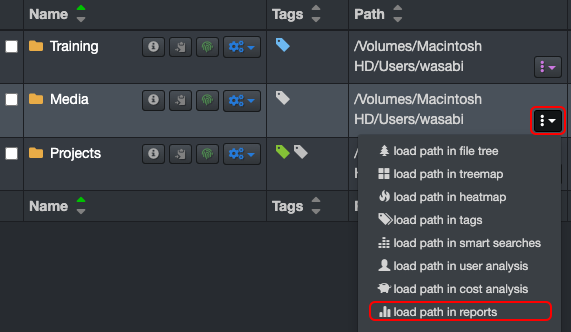 Name Tags Path
Training /Volumes/Macintosh
HD/Users/wasabi
Media /Volumes/Macintosh
HD/Users/wasabi
Projects
Name Tags
load path in file tree
load path in treemap
load path in heatmap
load path in tags
load path in smart searches
load path in user analysis
load path in cost analysis
load path in reports